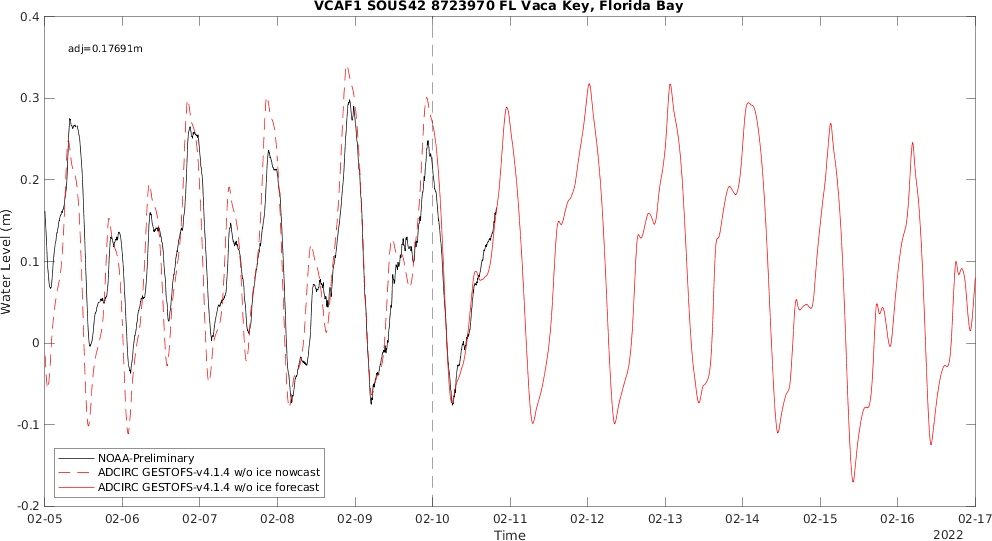 VCAF1 SOUS42 8723970 FL Vaca Key, Florida Bay
adj=0.17691m
0.4
0.3
0.2
0.1
0
-0.1
-0.2
Water Level (m)
NOAA-Preliminary
ADCIRC GESTOFS-v4.1.4 w/o ice nowcast
ADCIRC GESTOFS-v4.1.4 w/o ice forecast
02-05 02-06 02-07 02-08 02-09 02-10 02-11 02-12 02-13 02-14 02-15 02-16 02-17
Time
2022